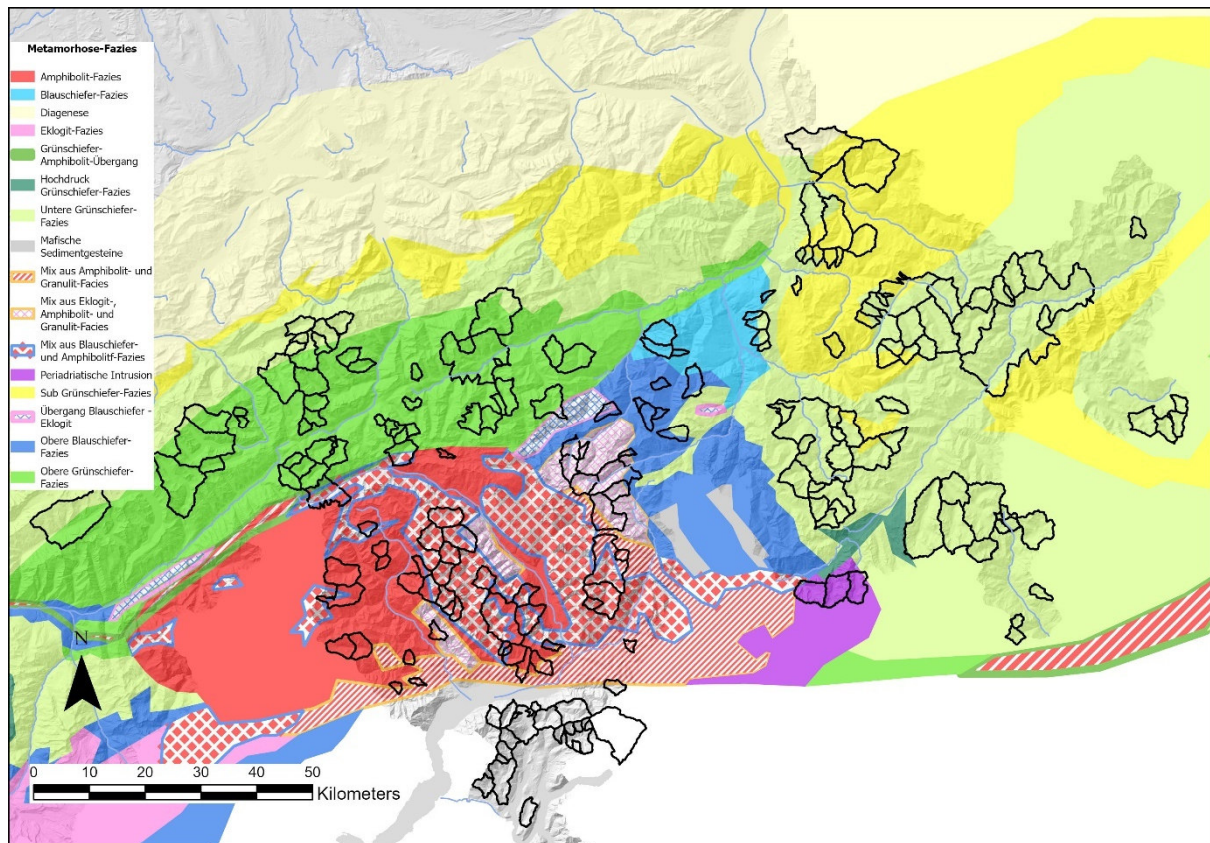 Metamorhose-Fazies
Amphibolit-Fazies
Blauschiefer-Fazies
Diagenese
Eklogit-Fazies
Grünschiefer-
Amphibolit-Übergang
Hochdruck
Grünschiefer-Fazies
Untere Grünschiefer-
Fazies
Mafische
Sedimentgesteine
Mix aus Amphibolit- und
Granulit-Facies
Mix aus Eklogit-,
Amphibolit- und
Granulit-Facies
Mix aus Blauschiefer-
und Amphibolitf-Fazies
Periadriatische Intrusion
Sub Grünschiefer-Fazies
Übergang Blauschiefer -
Eklogit
Obere Blauschiefer-
Fazies
Obere Grünschiefer-
Fazies
N
0 10 20 30 40 50
Kilometers